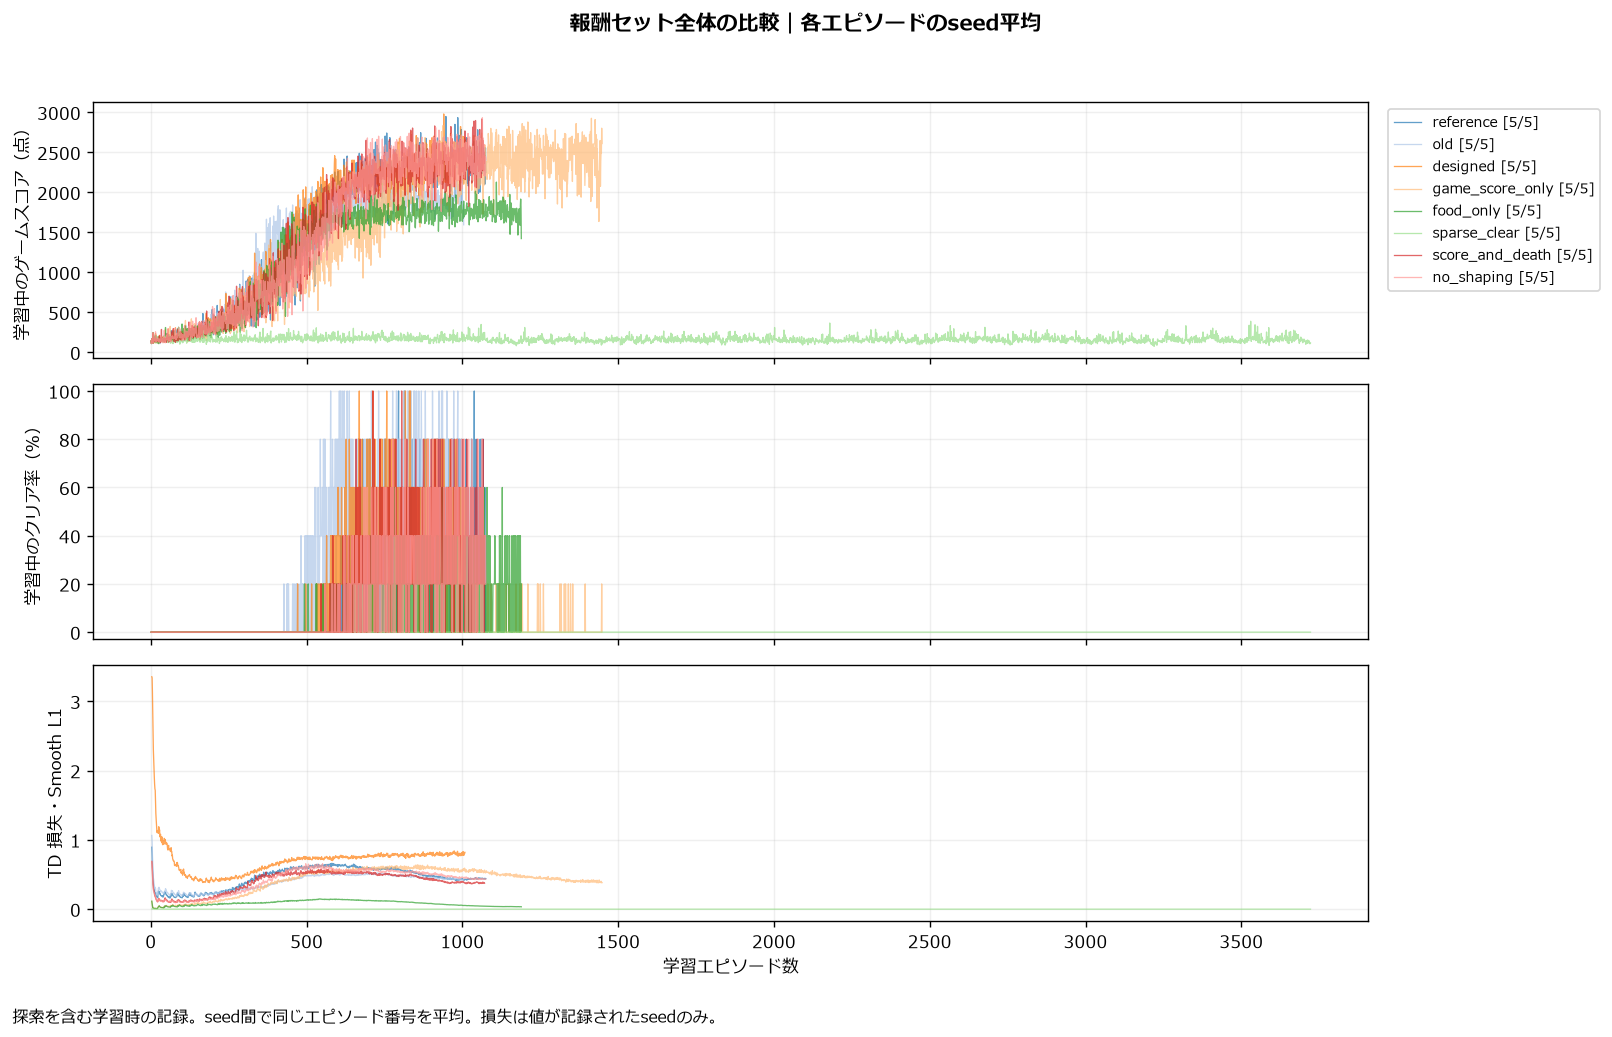 報酬セット全体の比較｜各エピソードのseed平均
学習中のゲームスコア（点）
3000
2500
2000
1500
1000
500
0
reference [5/5]
old [5/5]
designed [5/5]
game_score_only [5/5]
food_only [5/5]
sparse_clear [5/5]
score_and_death [5/5]
no_shaping [5/5]
学習中のクリア率（%）
100
80
60
40
20
0
TD 損失・Smooth L1
3
2
1
0
0 500 1000 1500 2000 2500 3000 3500
学習エピソード数
探索を含む学習時の記録。seed間で同じエピソード番号を平均。損失は値が記録されたseedのみ。